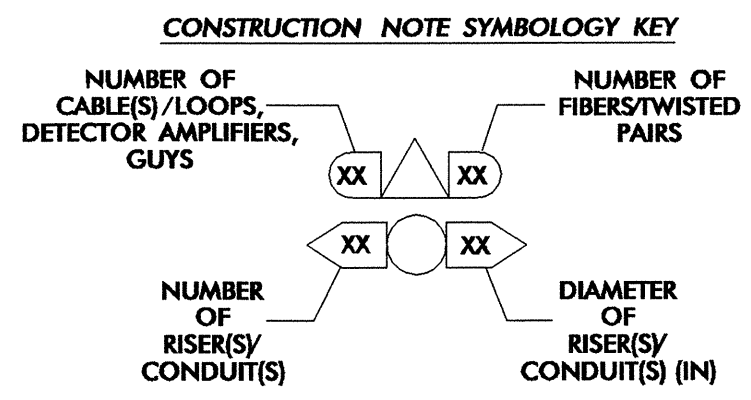 CONSTRUCTION NOTE SYMBOLOGY KEY
NUMBER OF
CABLE(S)/LOOPS,
DETECTOR AMPLIFIERS,
GUYS
NUMBER OF
FIBERS/TWISTED
PAIRS
XX XX
XX XX
NUMBER
OF
RISER(S)/
CONDUIT(S)
DIAMETER
OF
RISER(S)/
CONDUIT(S) (IN)